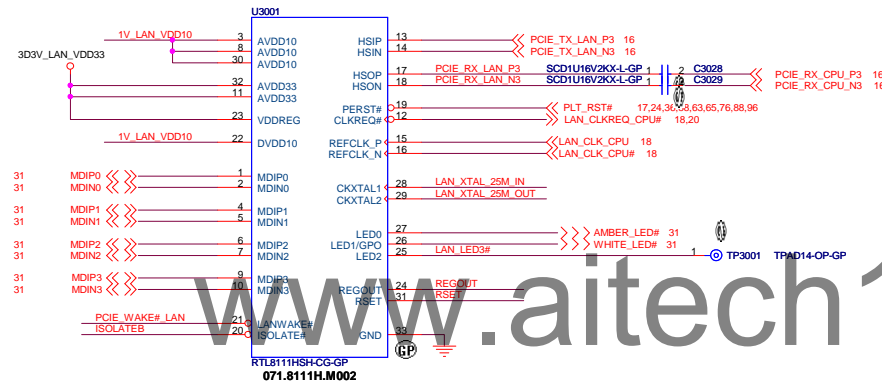 U3001
1V_LAN_VDD10
3 AVDD10 HSIP 13 PCIE_TX_LAN_P3 16
8 AVDD10 HSIN 14 PCIE_TX_LAN_N3 16
3D3V_LAN_VDD33 30 AVDD10
HSOP 17 PCIE_RX_LAN_P3 SCD1U16V2KX-L-GP 1 2 C3028 PCIE_RX_CPU_P3 16
32 AVDD33 HSON 18 PCIE_RX_LAN_N3 SCD1U16V2KX-L-GP 1 2 C3029 PCIE_RX_CPU_N3 16
11 AVDD33
PERST# 19 PLT_RST# 17,24,36,68,63,65,76,88,96
23 VDDREG CLKREQ# 12 LAN_CLKREQ_CPU# 18,20
1V_LAN_VDD10 22 DVDD10 REFCLK_P 15 LAN_CLK_CPU 18
REFCLK_N 16 LAN_CLK_CPU# 18
31 MDIP0 1 MDIP0
31 MDIN0 2 MDIN0 CKXTAL1 28 LAN_XTAL_25M_IN
CKXTAL2 29 LAN_XTAL_25M_OUT
31 MDIP1 4 MDIP1
31 MDIN1 5 MDIN1
LED0 27 AMBER_LED# 31
31 MDIP2 6 MDIP2 LED1/GPO 26 WHITE_LED# 31
31 MDIN2 7 MDIN2 LED2 25 LAN_LED3# 1 TP3001 TPAD14-OP-GP
31 MDIP3 9 MDIP3
31 MDIN3 10 MDIN3 REGOUT 24 REGOUT
RSET 31 RSET
PCIE_WAKE#_LAN 21 LANWAKE#
ISOLATEB 20 ISOLATE# GND 33
GP
RTL8111HSH-CG-GP
071.8111H.M002
www.aitech1